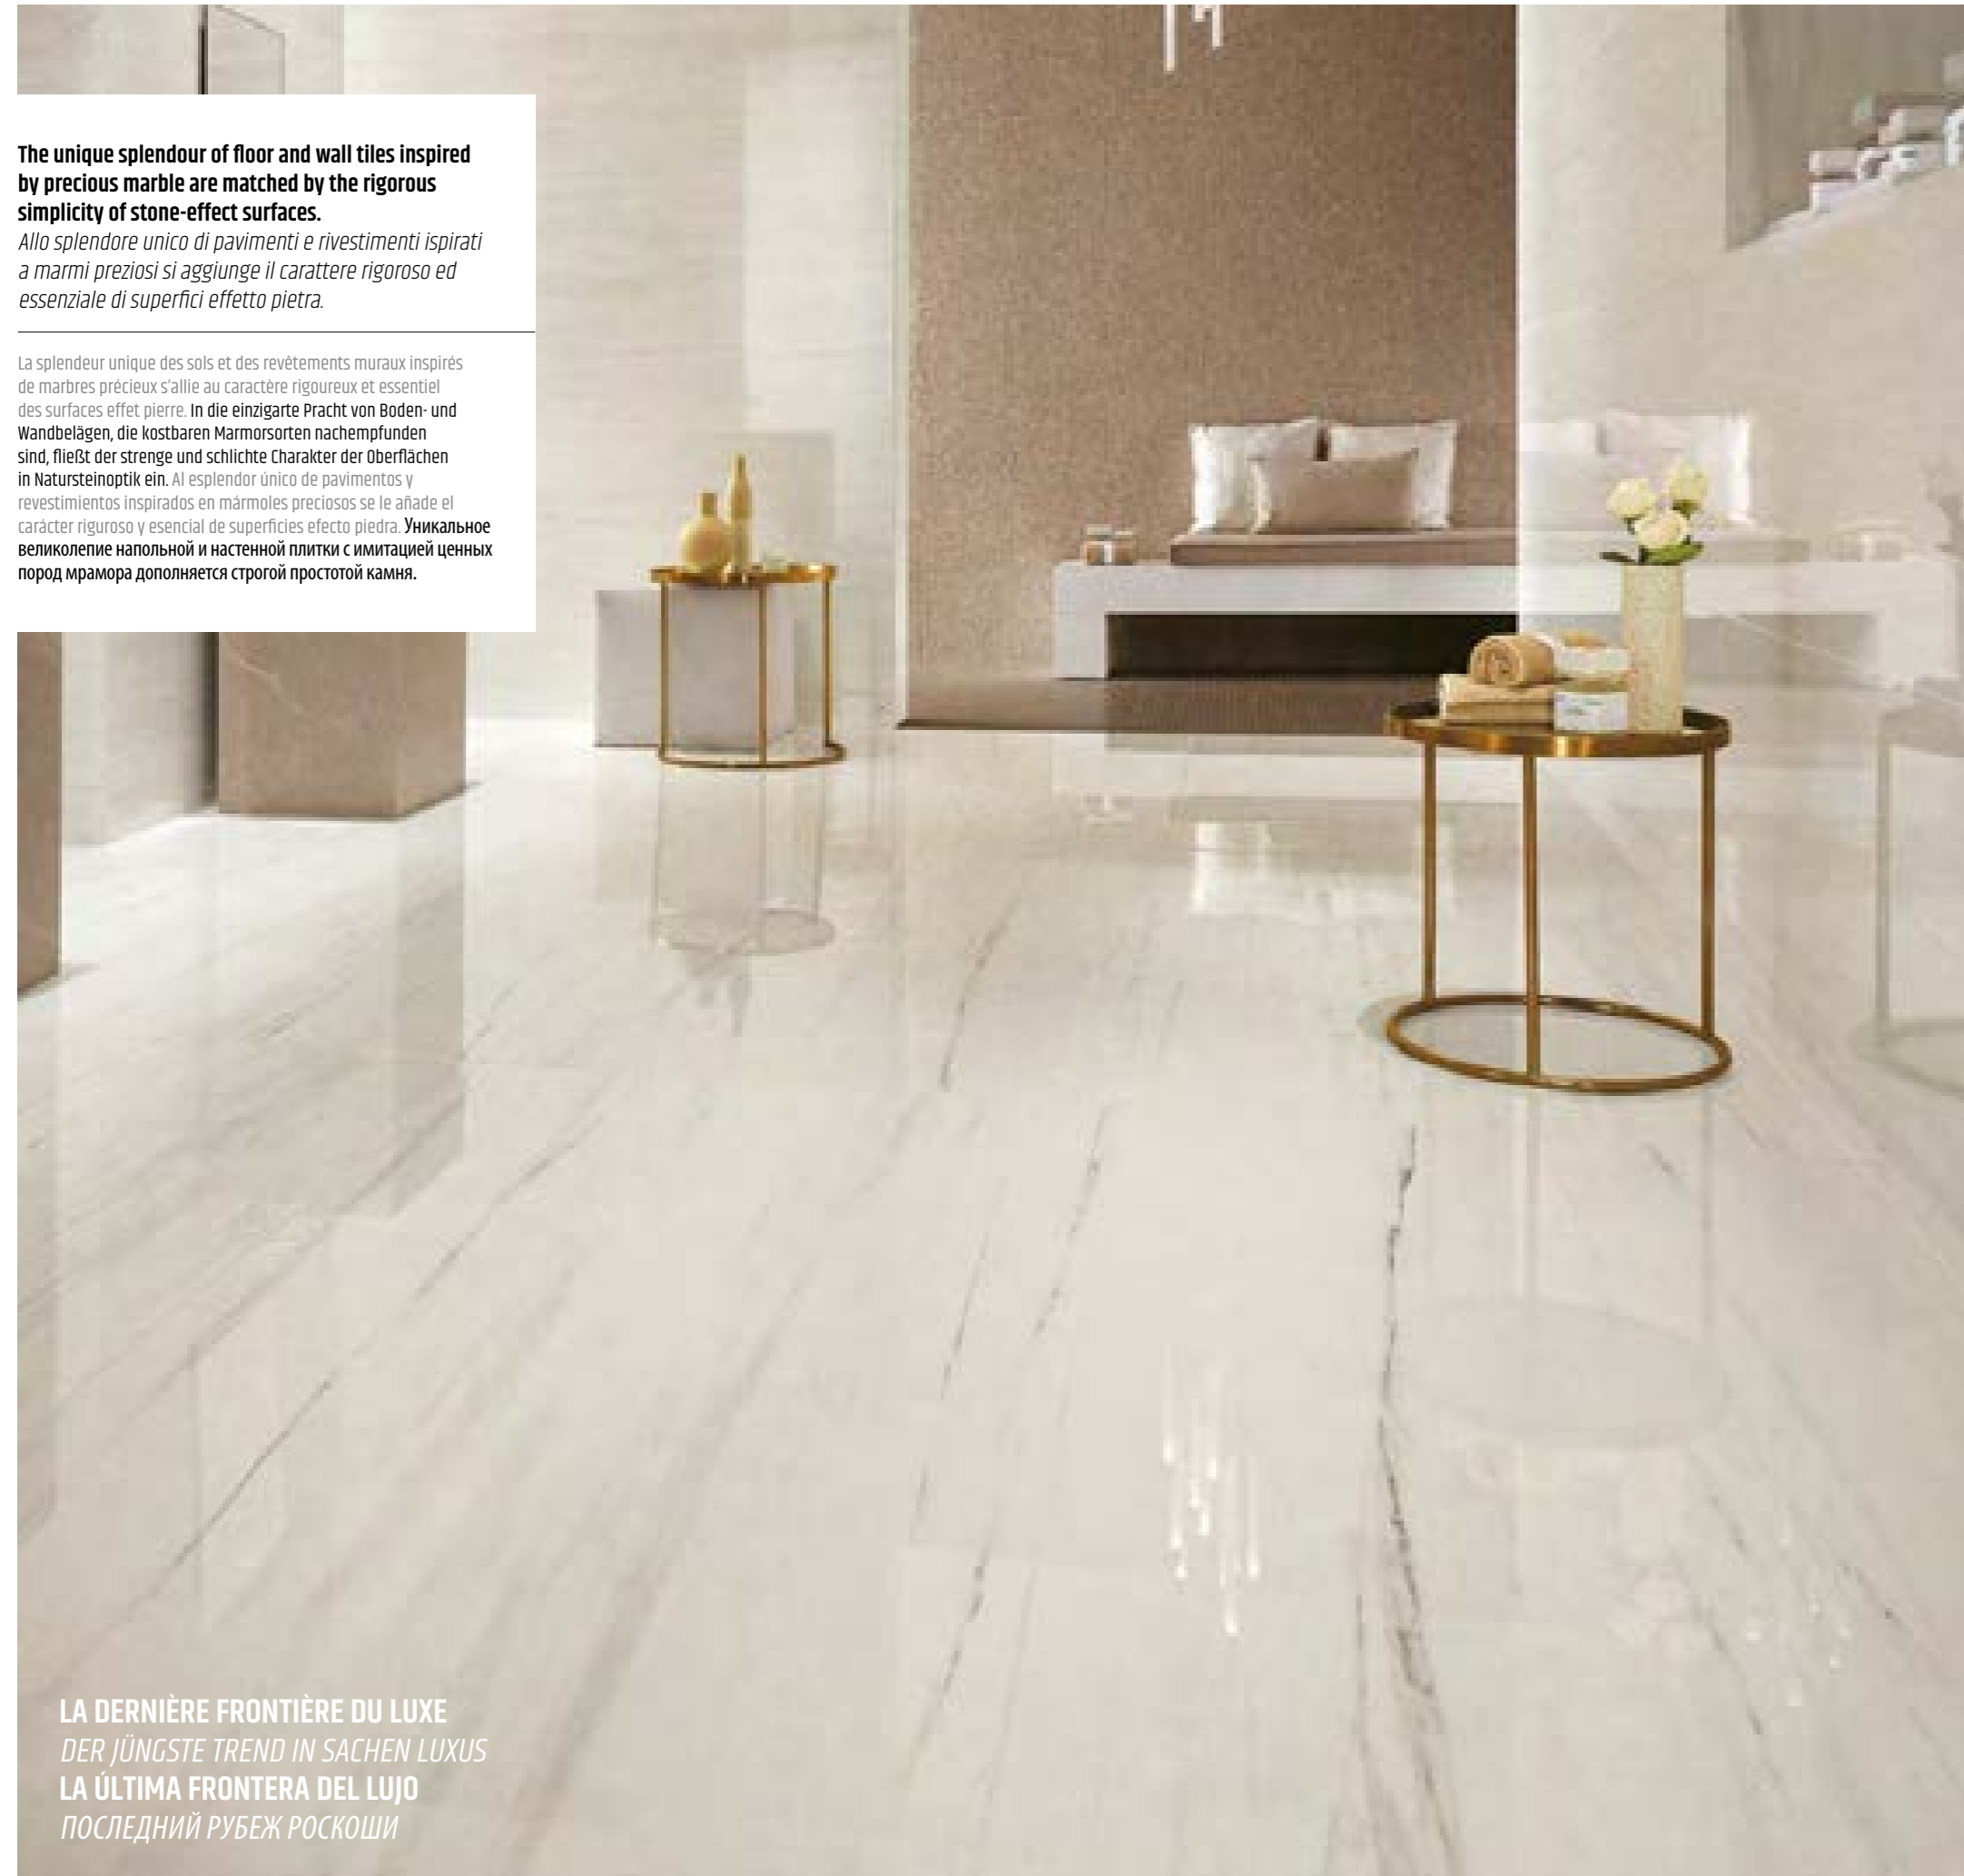 The unique splendour of floor and wall tiles inspired
by precious marble are matched by the rigorous
simplicity of stone-effect surfaces.
Allo splendore unico di pavimenti e rivestimenti ispirati
a marmi preziosi si aggiunge il carattere rigoroso ed
essenziale di superfici effetto pietra.
La splendeur unique des sols et des revêtements muraux inspirés
de marbres précieux s'allie au caractère rigoureux et essentiel
des surfaces effet pierre. In die einzigarte Pracht von Boden- und
Wandbelägen, die kostbaren Marmorsorten nachempfunden
sind, fließt der strenge und schlichte Charakter der Oberflächen
in Natursteinoptik ein. Al esplendor único de pavimentos y
revestimientos inspirados en mármoles preciosos se le añade el
carácter riguroso y esencial de superficies efecto piedra. Уникальное
великолепие напольной и настенной плитки с имитацией ценных
пород мрамора дополняется строгой простотой камня.
LA DERNIÈRE FRONTIÈRE DU LUXE
DER JÜNGSTE TREND IN SACHEN LUXUS
LA ÚLTIMA FRONTERA DEL LUJO
ПОСЛЕДНИЙ РУБЕЖ РОСКОШИ